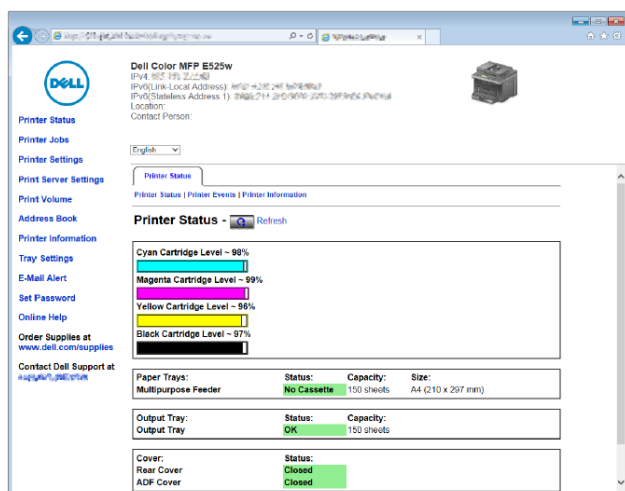 Dell Color MFP E525w
IPv4:
IPv6(Link-Local Address):
IPv6(Stateless Address 1):
Location:
Contact Person:
DELL
English
Printer Status
Printer Jobs
Printer Settings
Print Server Settings
Print Volume
Address Book
Printer Information
Tray Settings
E-Mail Alert
Set Password
Online Help
Order Supplies at
www.dell.com/supplies
Contact Dell Support at
Printer Status
Printer Status | Printer Events | Printer Information
Printer Status - Refresh
Cyan Cartridge Level ~ 98%
Magenta Cartridge Level ~ 99%
Yellow Cartridge Level ~ 96%
Black Cartridge Level ~ 97%
Paper Trays: Status: Capacity: Size:
Multipurpose Feeder No Cassette 150 sheets A4 (210 x 297 mm)
Output Tray: Status: Capacity:
Output Tray OK 150 sheets
Cover: Status:
Rear Cover Closed
ADF Cover Closed